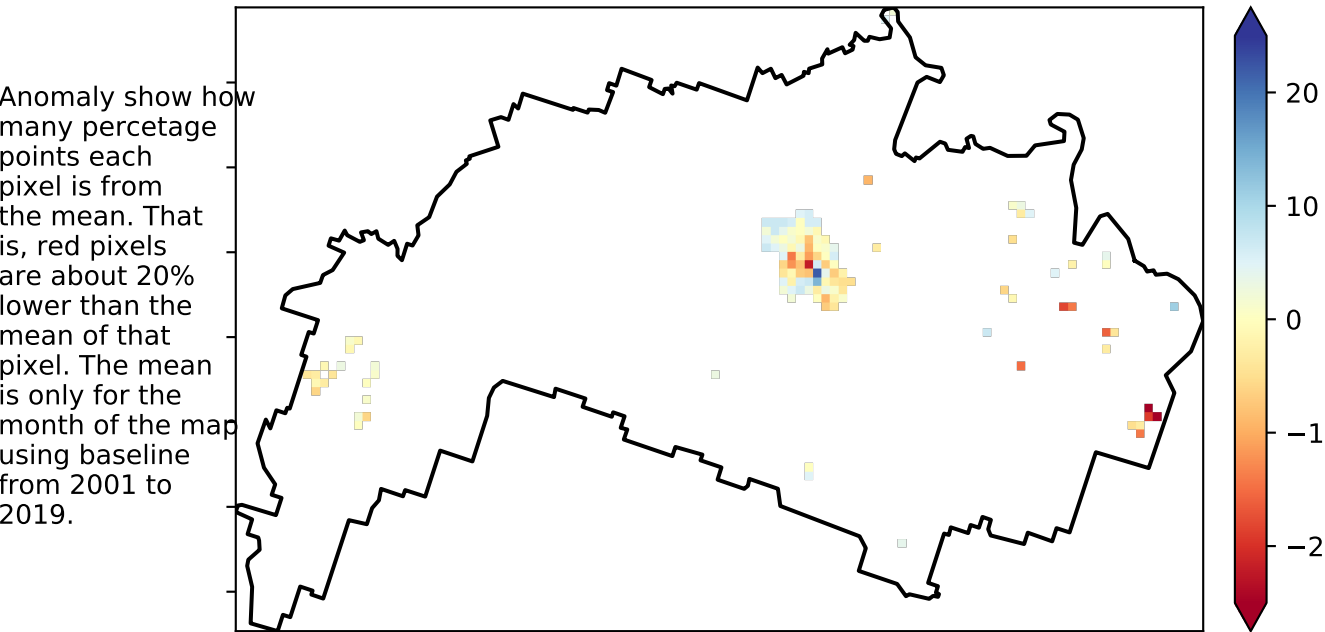 Anomaly show how
many percetage
points each
pixel is from
the mean. That
is, red pixels
are about 20%
lower than the
mean of that
pixel. The mean
is only for the
month of the map
using baseline
from 2001 to
2019.
20
10
0
−1
−2